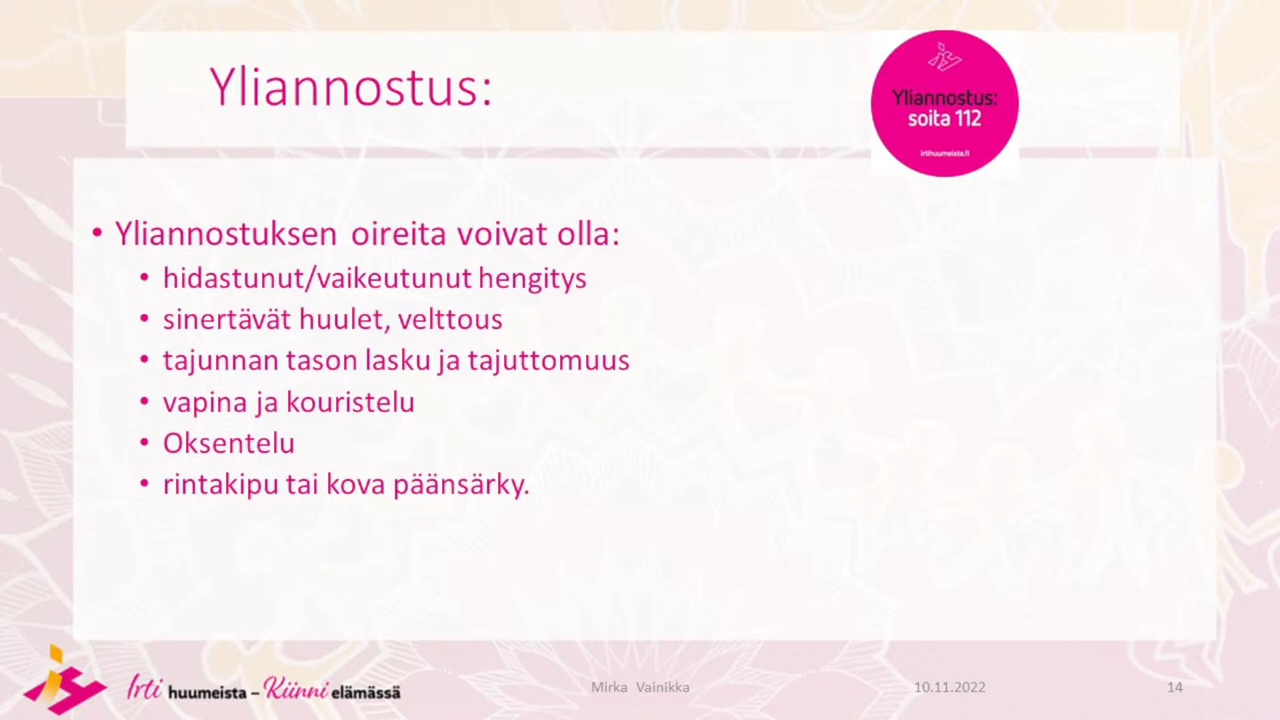 Yliannostus:
Yliannostus:
soita 112
irtihuumeista.fi
• Yliannostuksen oireita voivat olla:
• hidastunut/vaikeutunut hengitys
• sinertävät huulet, velttous
• tajunnan tason lasku ja tajuttomuus
• vapina ja kouristelu
• Oksentelu
• rintakipu tai kova päänsärky.
Irti huumeista – Kiinni elämässä
Mirka Vainikka
10.11.2022
14